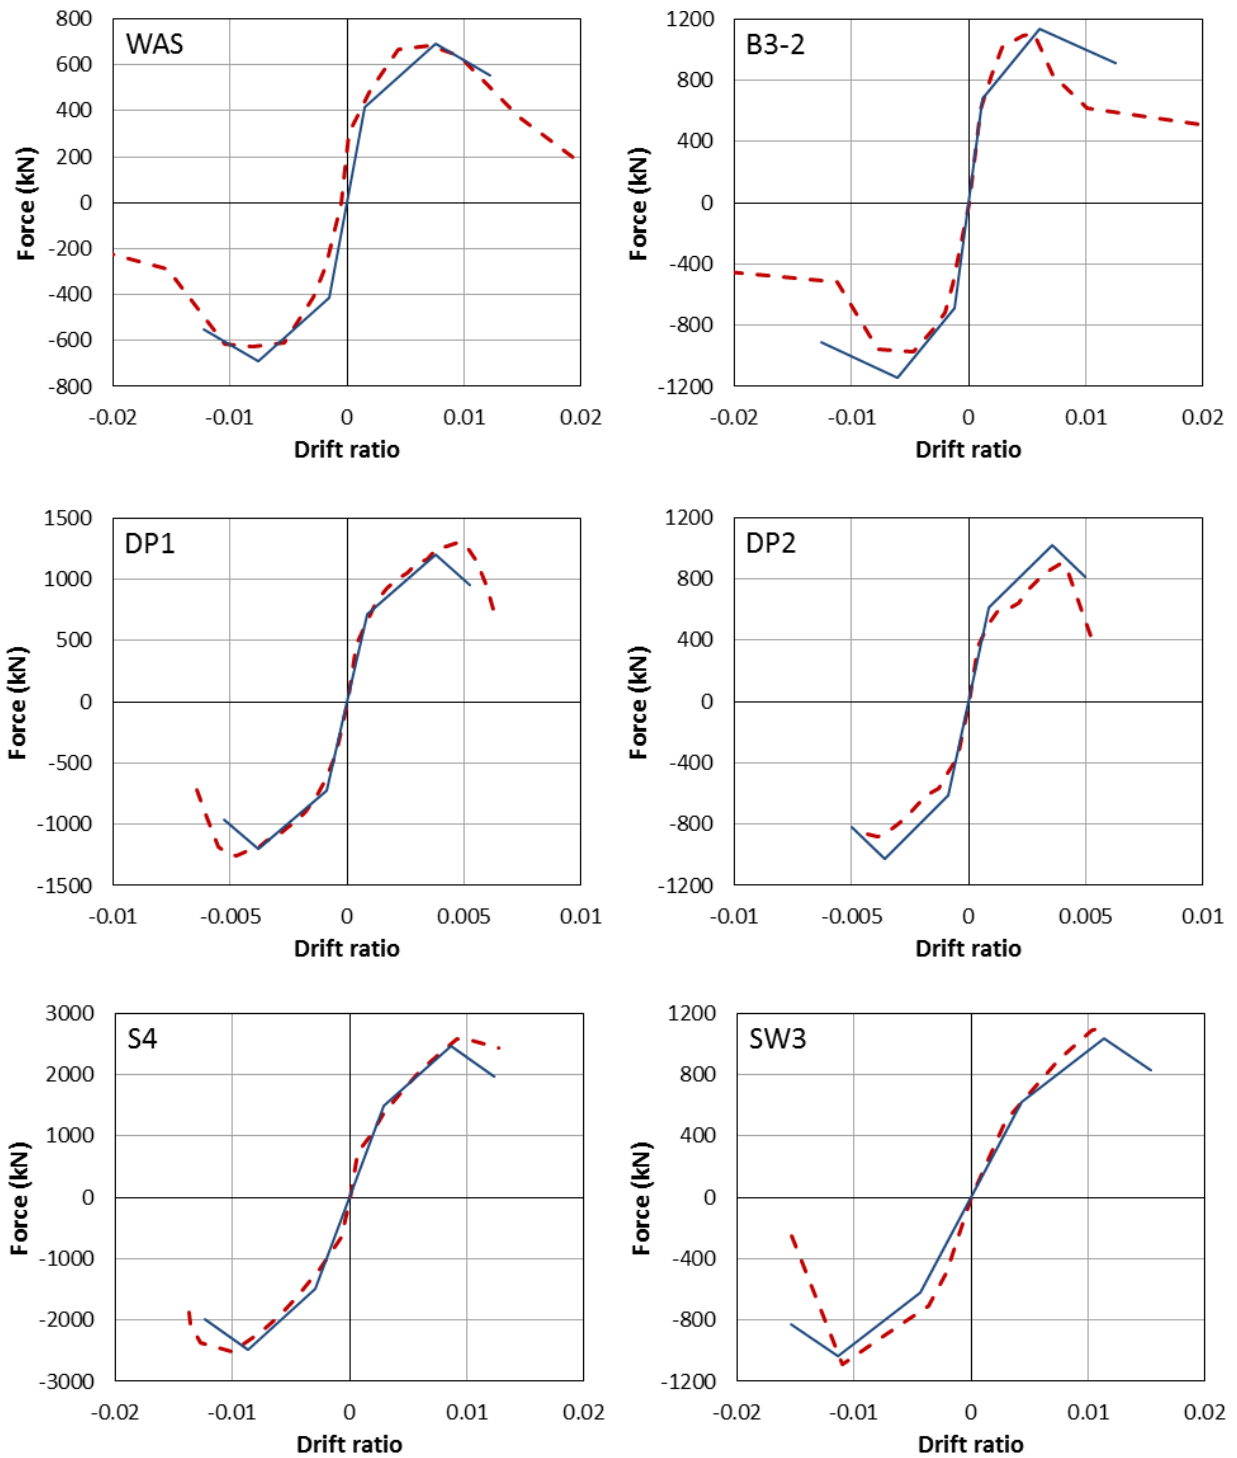 WAS
800
600
400
200
0
-200
-400
-600
-800
Force (kN)
-0.02 -0.01 0 0.01 0.02
Drift ratio
B3-2
1200
800
400
0
-400
-800
-1200
Force (kN)
-0.02 -0.01 0 0.01 0.02
Drift ratio
DP1
1500
1000
500
0
-500
-1000
-1500
Force (kN)
-0.01 -0.005 0 0.005 0.01
Drift ratio
DP2
1200
800
400
0
-400
-800
-1200
Force (kN)
-0.01 -0.005 0 0.005 0.01
Drift ratio
S4
3000
2000
1000
0
-1000
-2000
-3000
Force (kN)
-0.02 -0.01 0 0.01 0.02
Drift ratio
SW3
1200
800
400
0
-400
-800
-1200
Force (kN)
-0.02 -0.01 0 0.01 0.02
Drift ratio